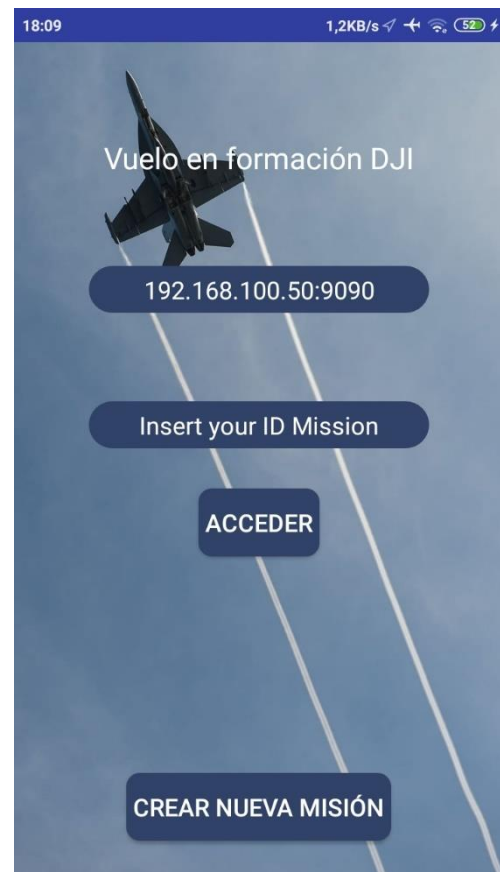 18:09 1,2KB/s 52
Vuelo en formación DJI
192.168.100.50:9090
Insert your ID Mission
ACCEDER
CREAR NUEVA MISIÓN